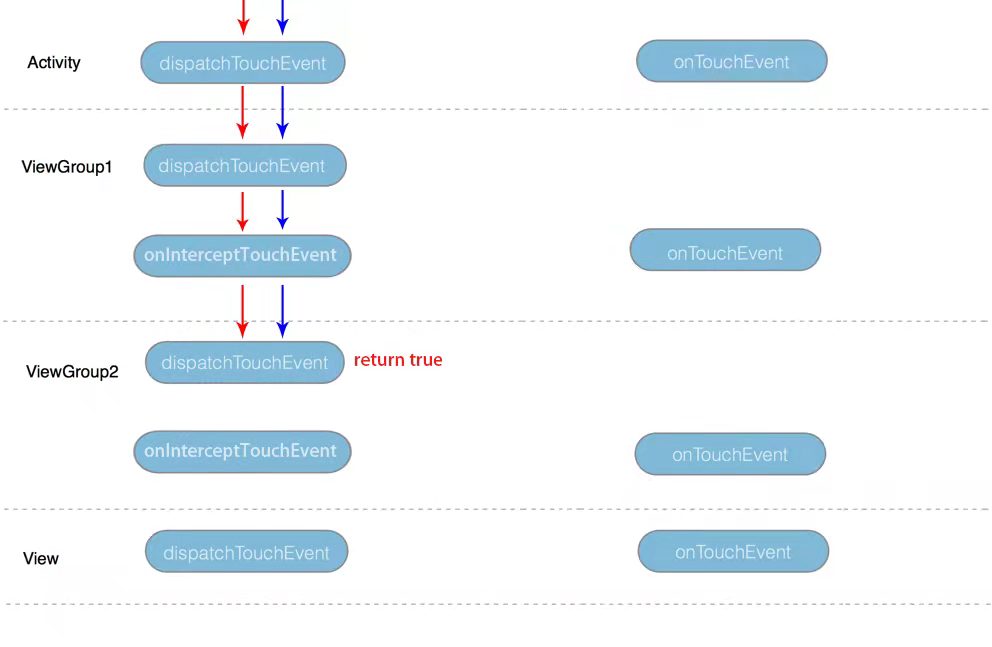 Activity dispatchTouchEvent onTouchEvent
ViewGroup1 dispatchTouchEvent
onInterceptTouchEvent onTouchEvent
ViewGroup2 dispatchTouchEvent return true
onInterceptTouchEvent onTouchEvent
View dispatchTouchEvent onTouchEvent